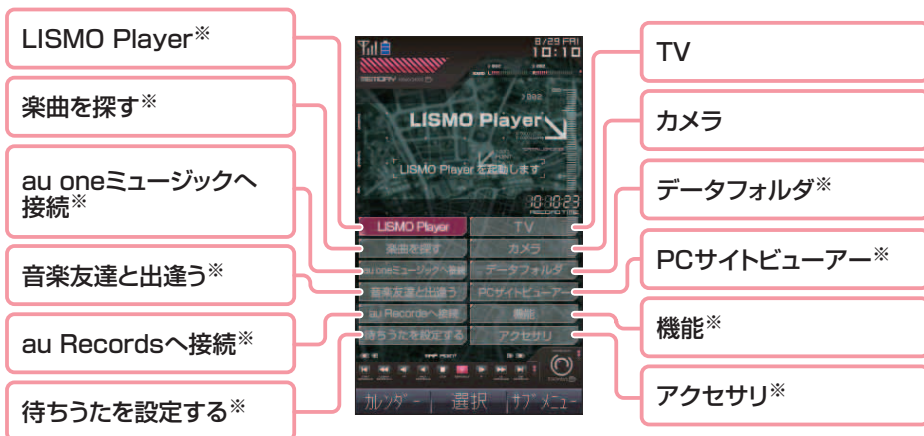 LISMO Player※
楽曲を探す※
au oneミュージックへ
接続※
音楽友達と出逢う※
au Recordsへ接続※
待ちうたを設定する※
8/29 FRI
10:10
LISMO Player
LISMO Player を起動します
10:10:23
LISMO Player
TV
楽曲を探す
カメラ
au oneミュージックへ接続
データフォルダ
音楽友達と出逢う
PCサイトビューアー
au Recordsへ接続
機能
待ちうたを設定する
アクセサリ
カレンダー
選択
サブメニュー
TV
カメラ
データフォルダ※
PCサイトビューアー※
機能※
アクセサリ※